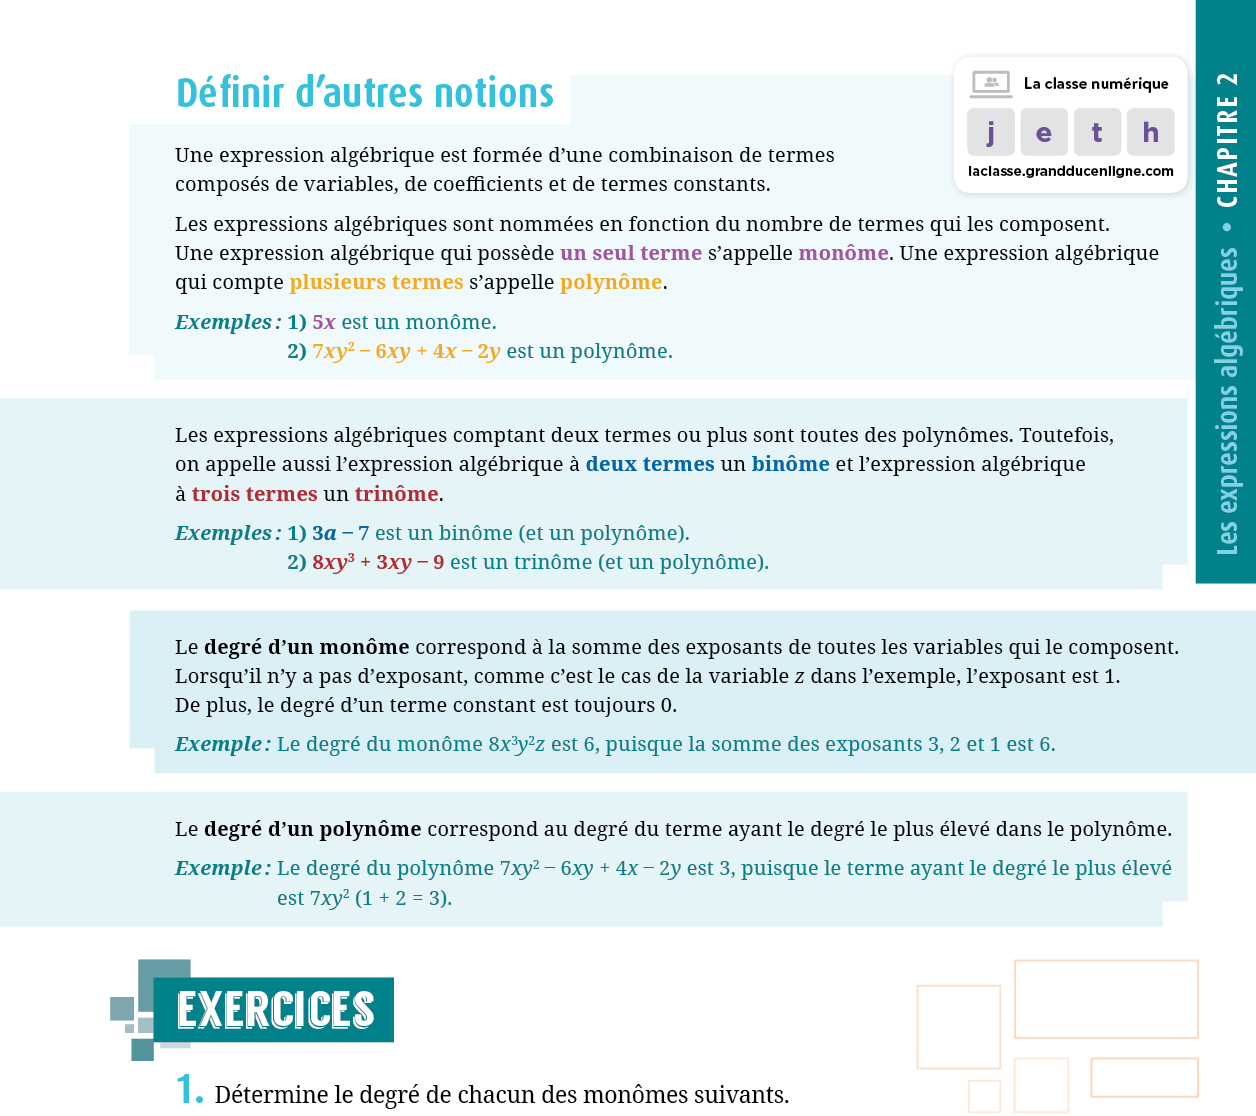 Définir d’autres notions
La classe numérique
j e t h
laclasse.grandducenligne.com
Une expression algébrique est formée d’une combinaison de termes
composés de variables, de coefficients et de termes constants.
Les expressions algébriques sont nommées en fonction du nombre de termes qui les composent.
Une expression algébrique qui possède un seul terme s’appelle monôme. Une expression algébrique
qui compte plusieurs termes s’appelle polynôme.
Exemples : 1) 5x est un monôme.
2) 7xy² – 6xy + 4x – 2y est un polynôme.
Les expressions algébriques comptant deux termes ou plus sont toutes des polynômes. Toutefois,
on appelle aussi l’expression algébrique à deux termes un binôme et l’expression algébrique
à trois termes un trinôme.
Exemples : 1) 3a – 7 est un binôme (et un polynôme).
2) 8xy³ + 3xy – 9 est un trinôme (et un polynôme).
Le degré d’un monôme correspond à la somme des exposants de toutes les variables qui le composent.
Lorsqu’il n’y a pas d’exposant, comme c’est le cas de la variable z dans l’exemple, l’exposant est 1.
De plus, le degré d’un terme constant est toujours 0.
Exemple : Le degré du monôme 8x³y²z est 6, puisque la somme des exposants 3, 2 et 1 est 6.
Le degré d’un polynôme correspond au degré du terme ayant le degré le plus élevé dans le polynôme.
Exemple : Le degré du polynôme 7xy² – 6xy + 4x – 2y est 3, puisque le terme ayant le degré le plus élevé
est 7xy² (1 + 2 = 3).
EXERCICES
1. Détermine le degré de chacun des monômes suivants.
Les expressions algébriques • CHAPITRE 2